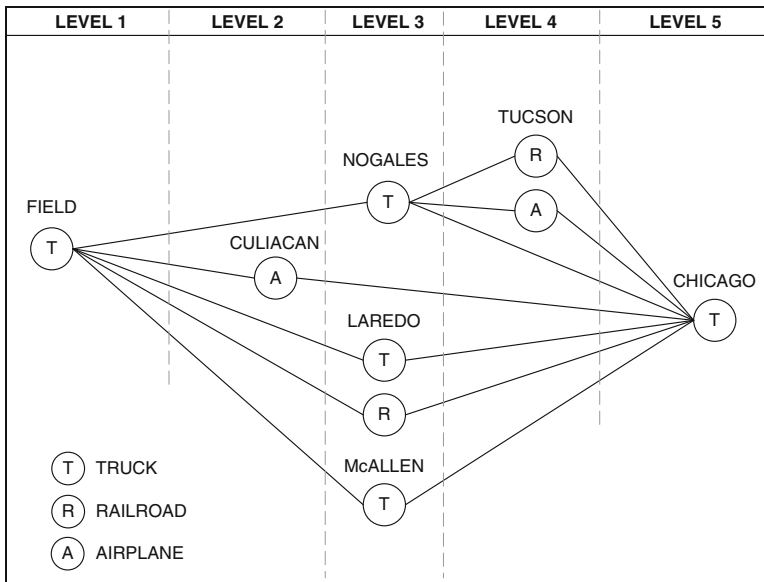 LEVEL 1 LEVEL 2 LEVEL 3 LEVEL 4 LEVEL 5
TUCSON
R
NOGALES
T
A
FIELD
T
CULIACAN
A
CHICAGO
T
LAREDO
T
R
McALLEN
T
T TRUCK
R RAILROAD
A AIRPLANE